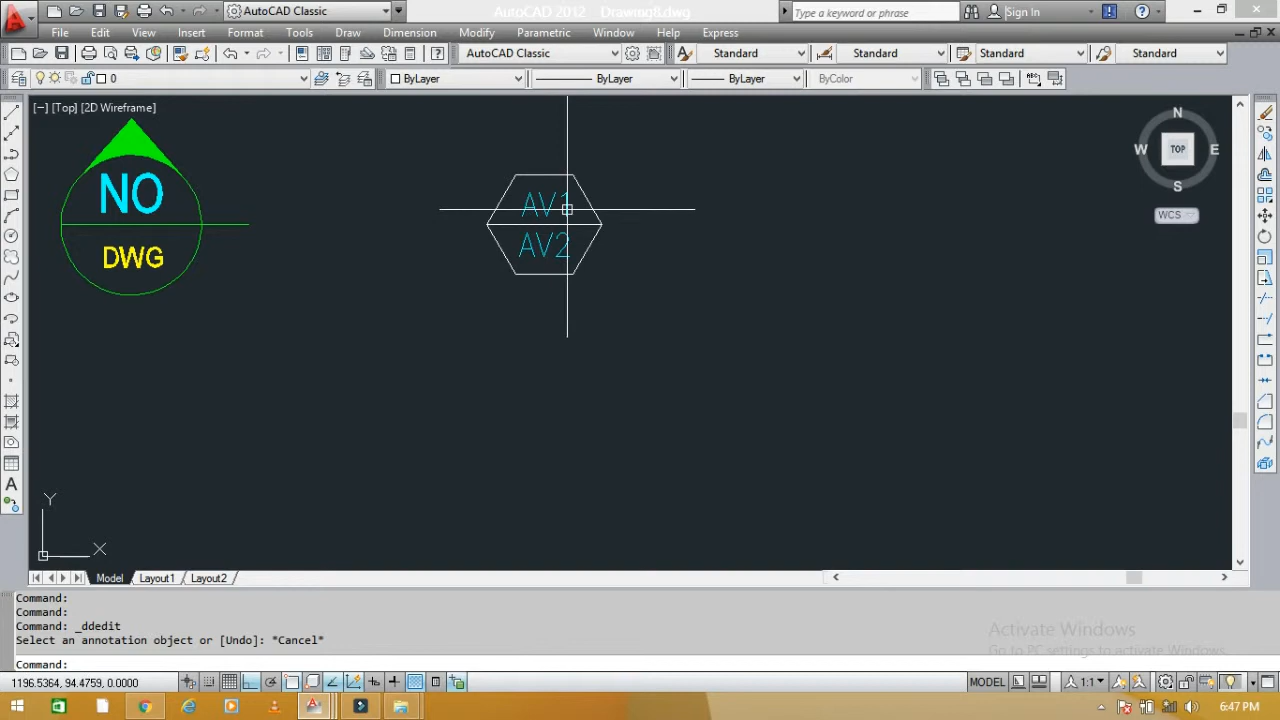 AutoCAD Classic
AutoCAD 2012 Drawing8.dwg
Type a keyword or phrase
Sign In
File Edit View Insert Format Tools Draw Dimension Modify Parametric Window Help Express
AutoCAD Classic
Standard
Standard
Standard
Standard
0
ByLayer
ByLayer
ByLayer
ByColor
[−] [Top] [2D Wireframe]
N
W TOP E
S
WCS
NO
DWG
AV1
AV2
Y
X
Model Layout1 Layout2
Command:
Command:
Command: _ddedit
Select an annotation object or [Undo]: *Cancel*
Command:
Activate Windows
Go to PC settings to activate Windows.
1196.5364, 94.4759, 0.0000
MODEL
1:1
6:47 PM